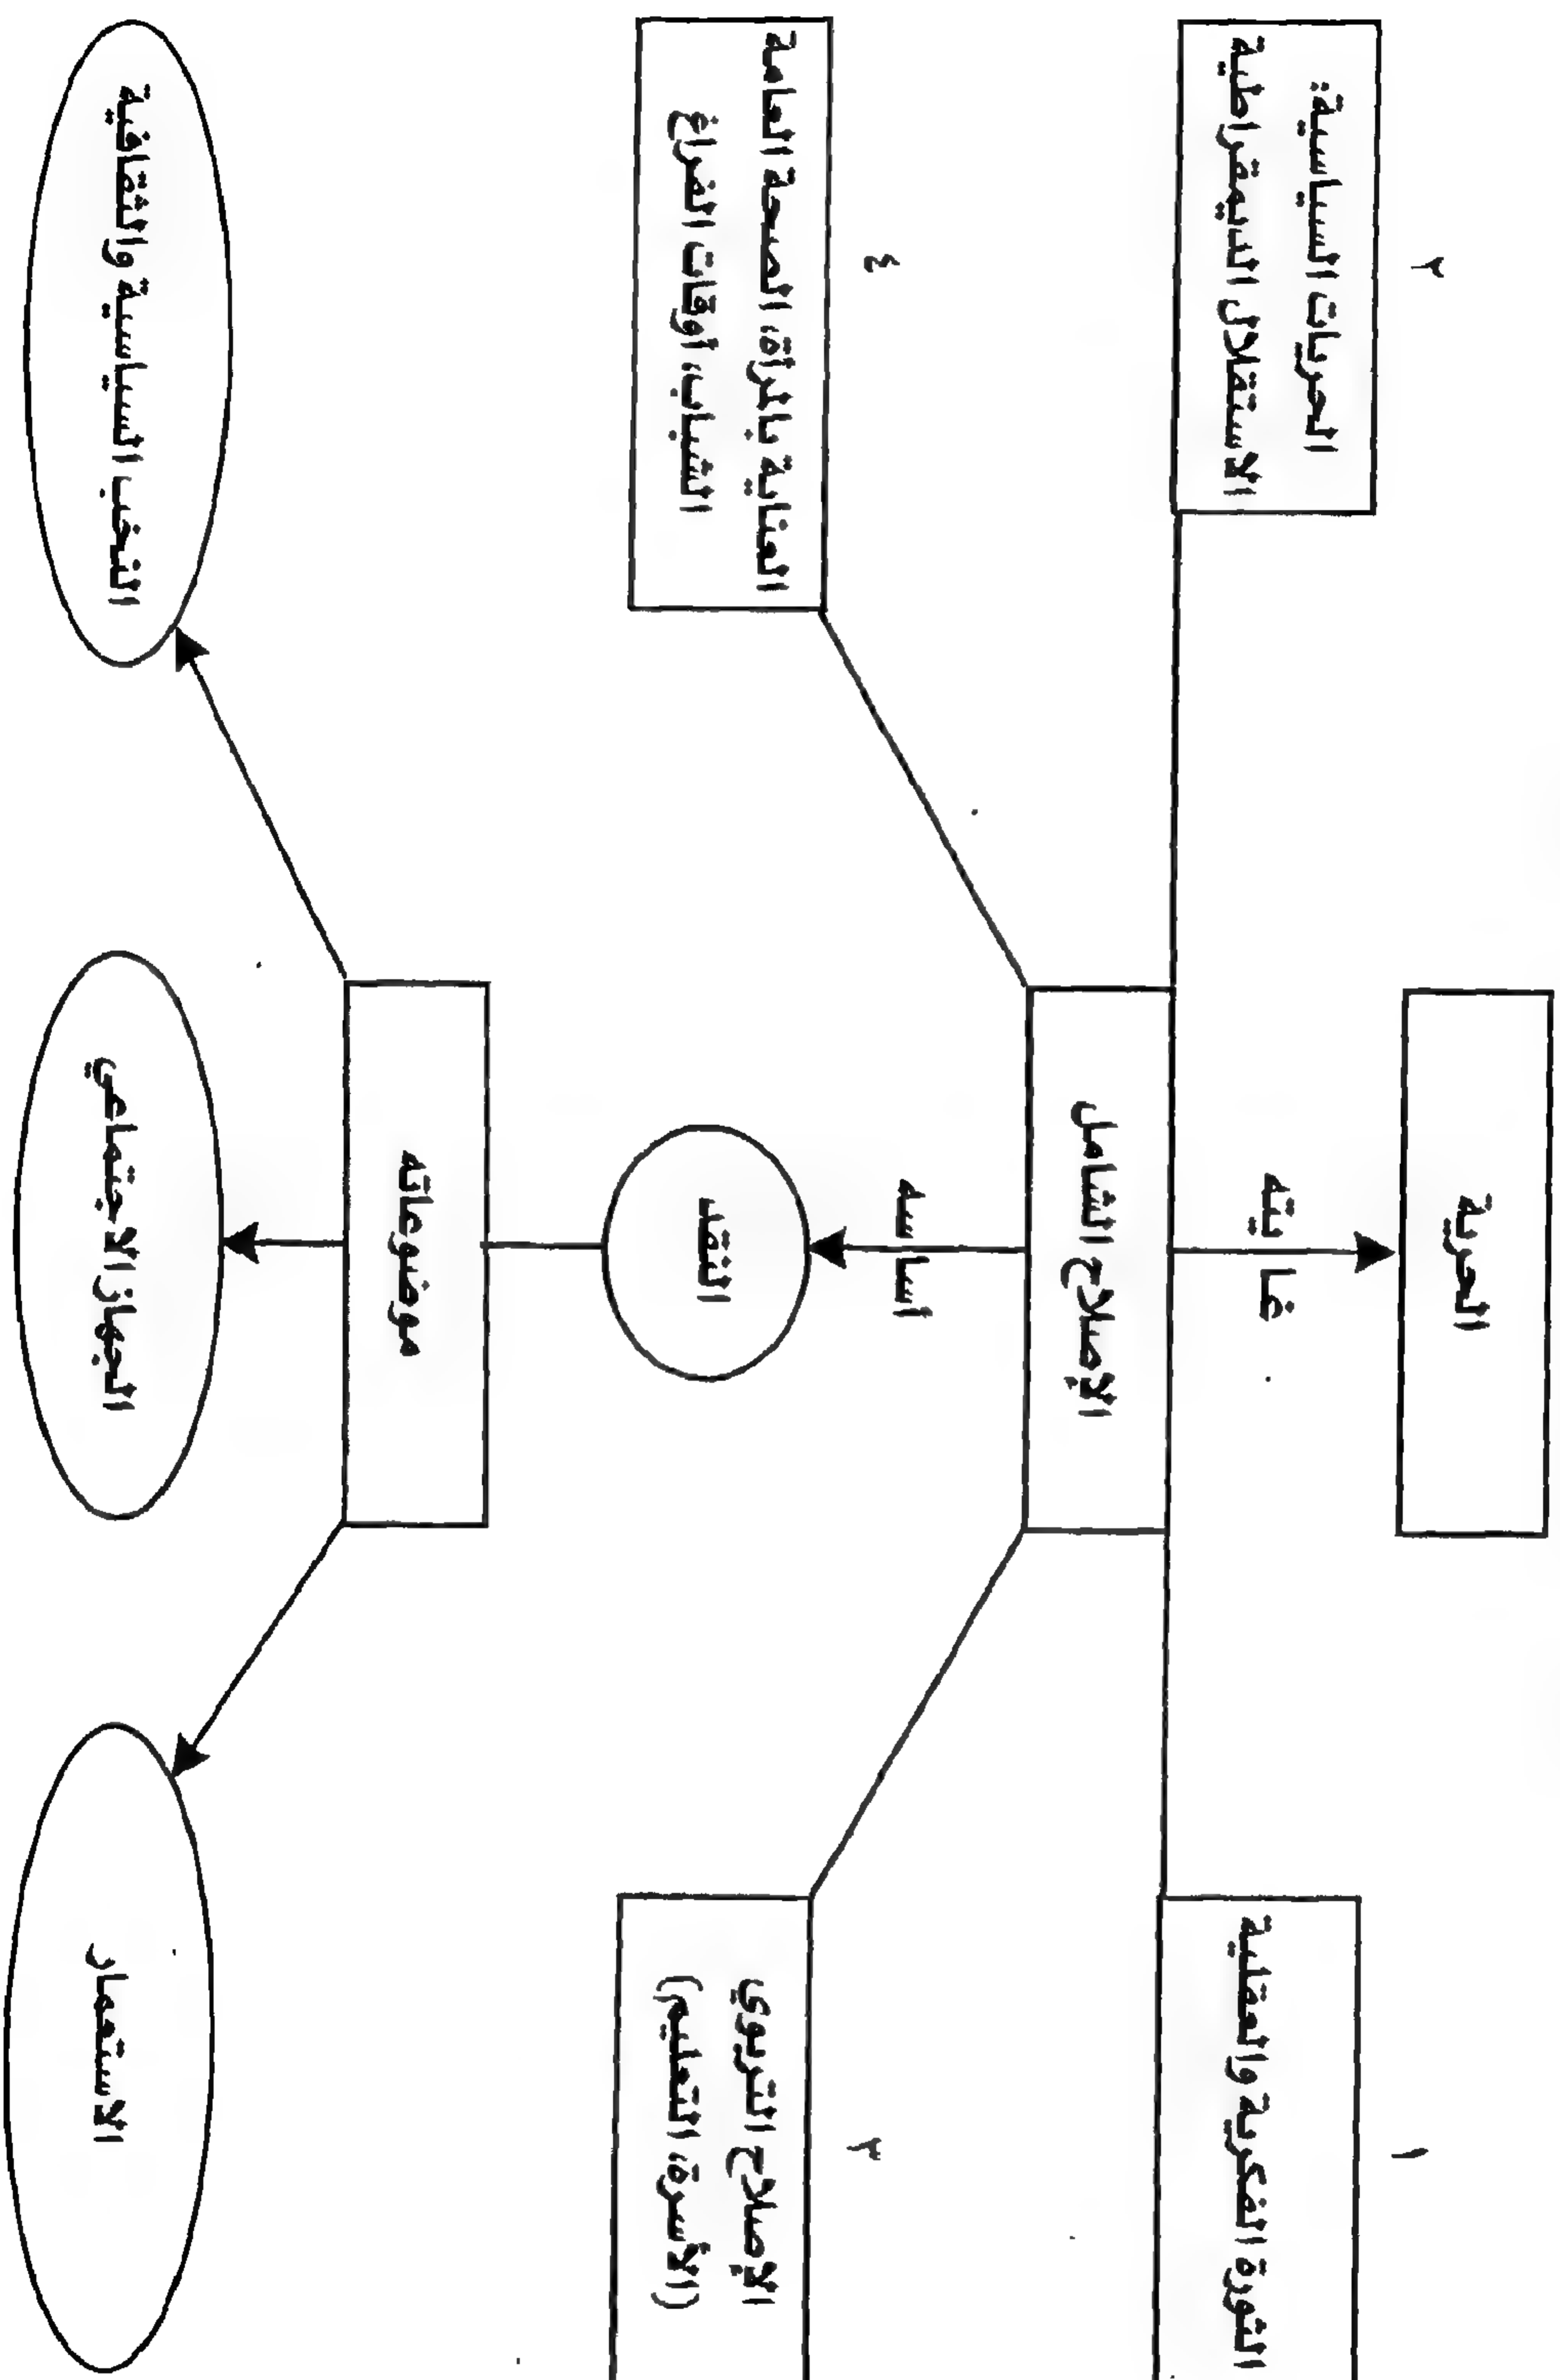 الحرية
١
٢
الثورة الفكرية والعقلية
الحريات السياسية:
الاستقلال الديمقراطية
غايته
الإصلاح الشامل
أساسه
٣
٤
الإصلاح التربوي
(الأسرة، التعليم)
العناية بالمرأة، الصحة العامة
الشباب، أوقات الفراغ
النقد
موضوعاته
الاستعمار
الجهاز الاجتماعي
النخب السياسية والثقافية